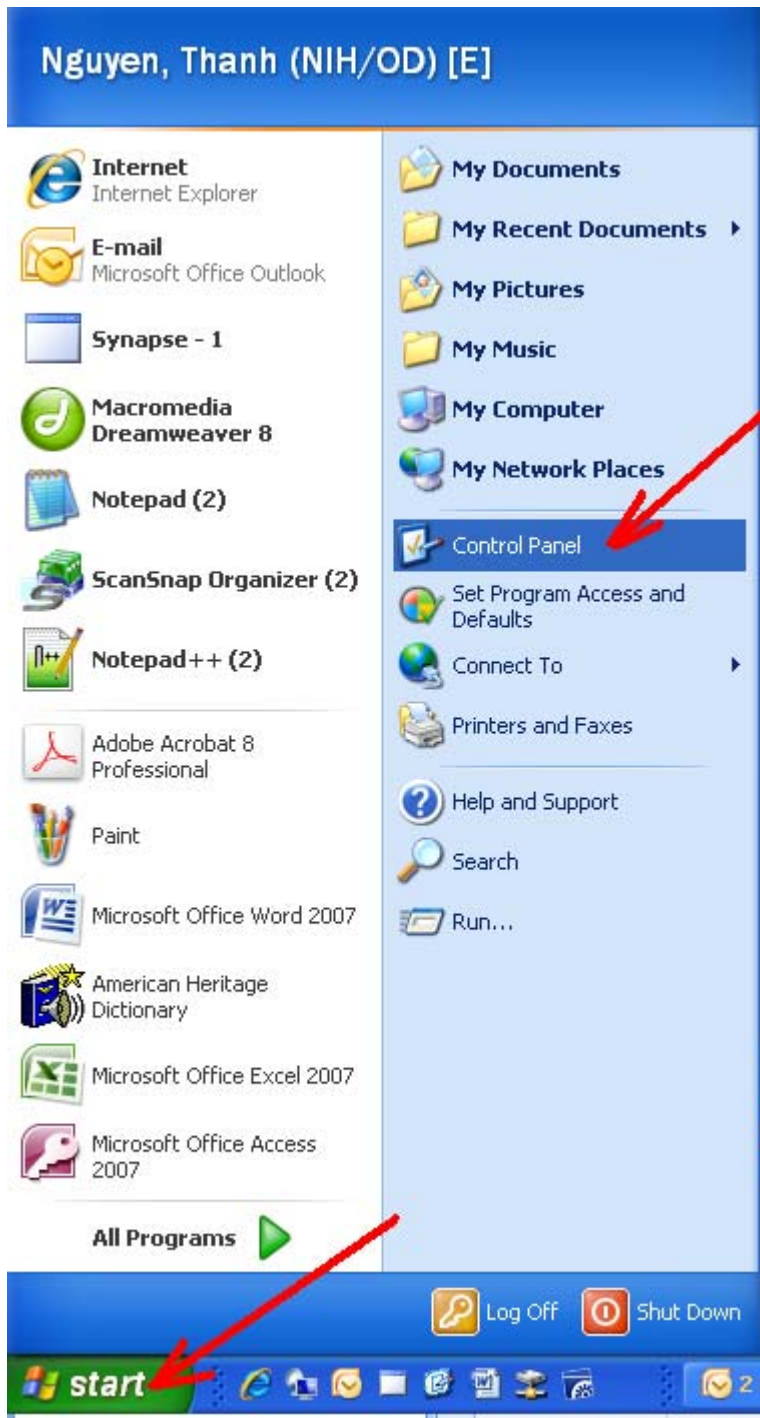 Nguyen, Thanh (NIH/OD) [E]
Internet
Internet Explorer
E-mail
Microsoft Office Outlook
Synapse - 1
Macromedia
Dreamweaver 8
Notepad (2)
ScanSnap Organizer (2)
Notepad++ (2)
Adobe Acrobat 8
Professional
Paint
Microsoft Office Word 2007
American Heritage
Dictionary
Microsoft Office Excel 2007
Microsoft Office Access
2007
All Programs
My Documents
My Recent Documents
My Pictures
My Music
My Computer
My Network Places
Control Panel
Set Program Access and
Defaults
Connect To
Printers and Faxes
Help and Support
Search
Run...
Log Off
Shut Down
start
2